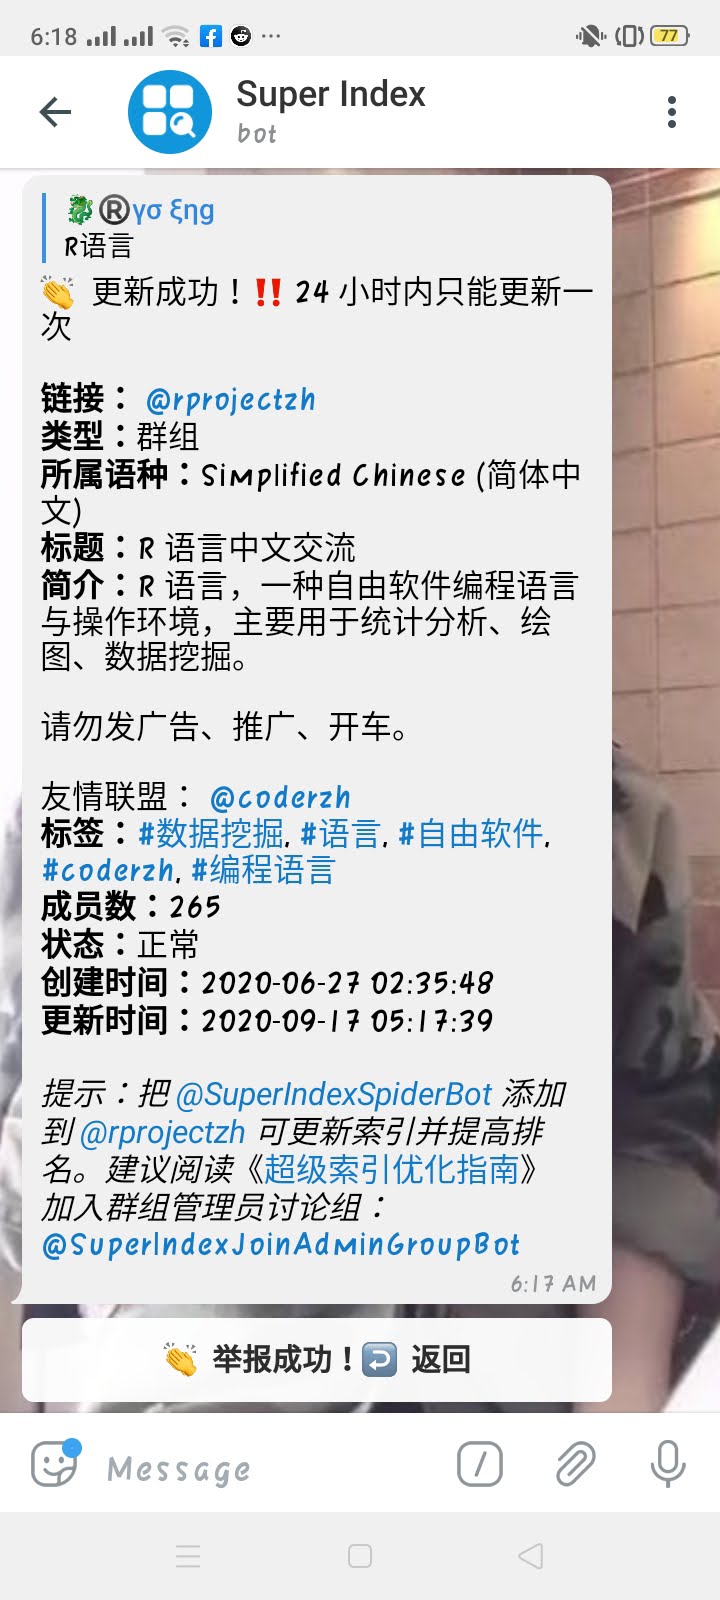 6:18
77
Super Index
bot
🐉®️γσ ξηg
R语言
👏 更新成功！‼️ 24 小时内只能更新一
次
链接： @rprojectzh
类型：群组
所属语种：Simplified Chinese (简体中
文)
标题：R 语言中文交流
简介：R 语言，一种自由软件编程语言
与操作环境，主要用于统计分析、绘
图、数据挖掘。
请勿发广告、推广、开车。
友情联盟： @coderzh
标签：#数据挖掘, #语言, #自由软件,
#coderzh, #编程语言
成员数：265
状态：正常
创建时间：2020-06-27 02:35:48
更新时间：2020-09-17 05:17:39
提示：把 @SuperIndexSpiderBot 添加
到 @rprojectzh 可更新索引并提高排
名。建议阅读《超级索引优化指南》
加入群组管理员讨论组：
@SuperIndexJoinAdminGroupBot
6:17 AM
👏 举报成功！↩️ 返回
Message